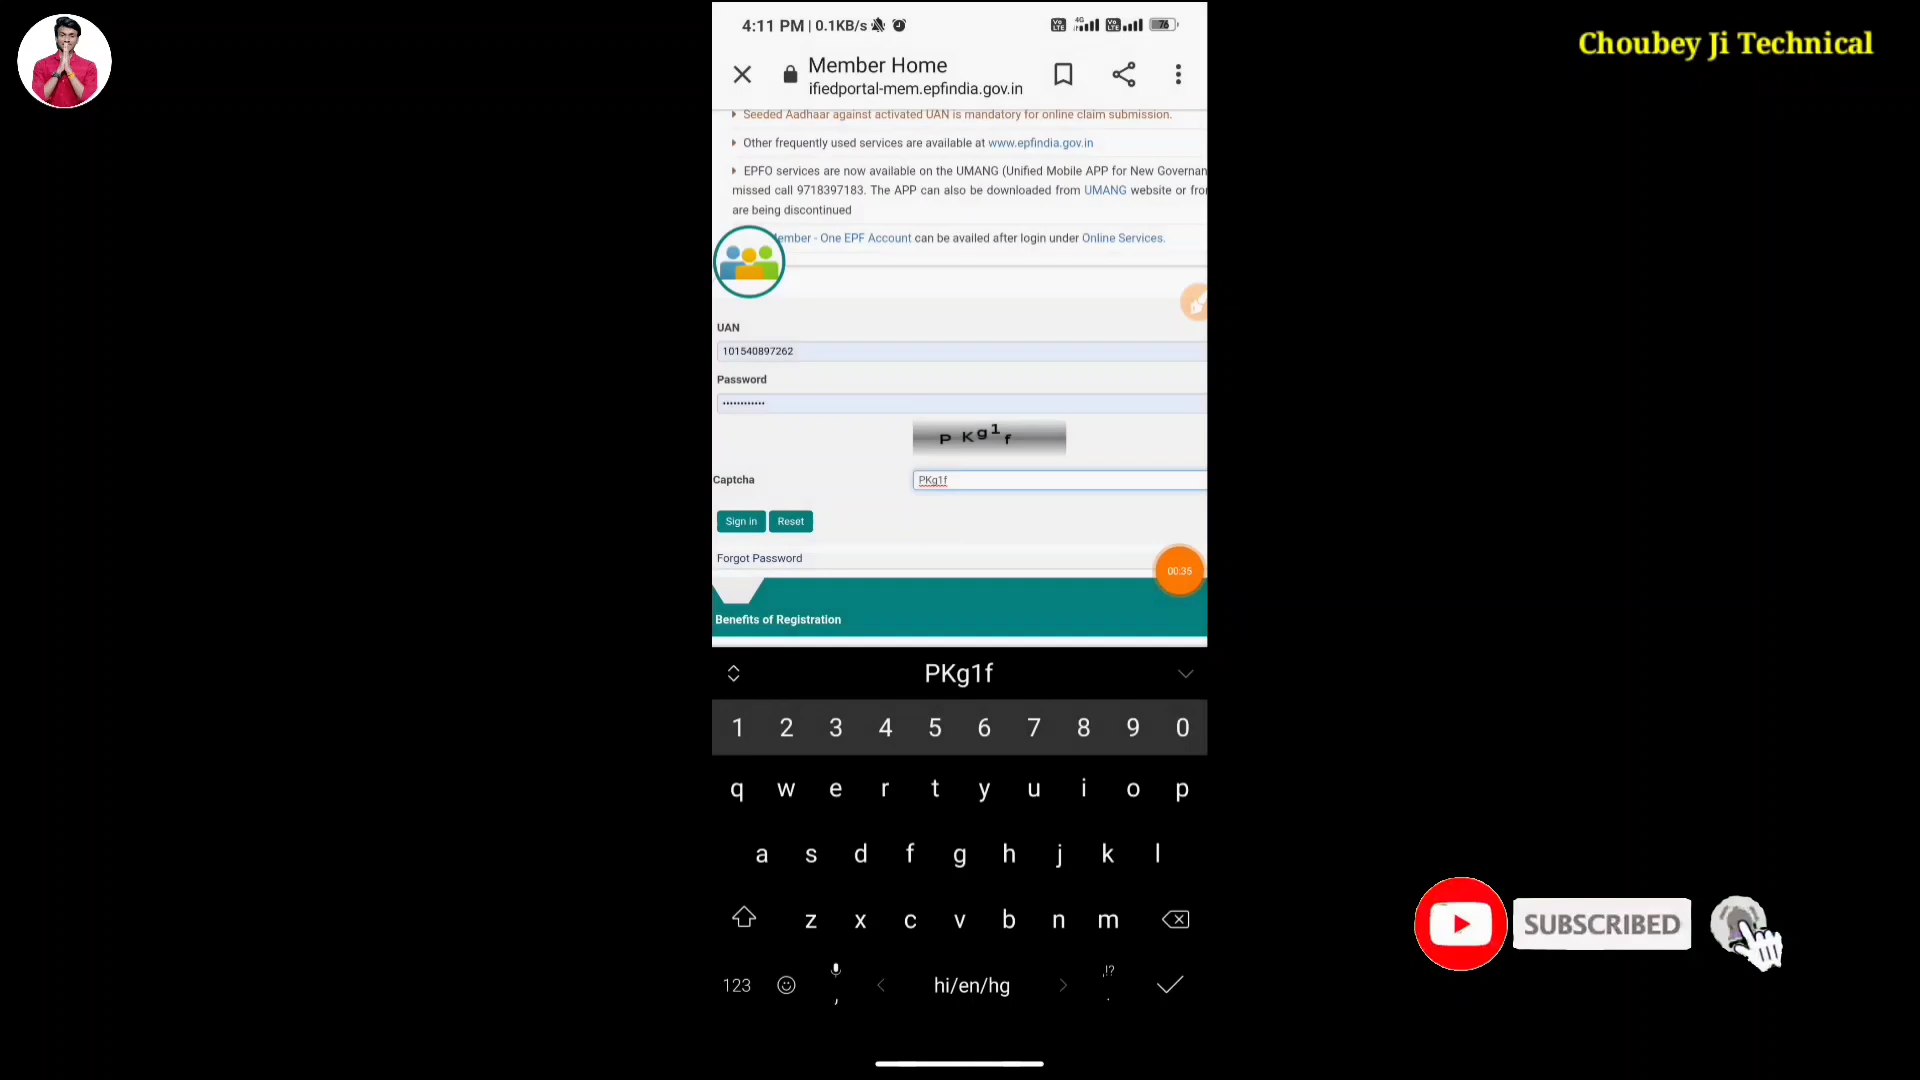 Choubey Ji Technical
4:11 PM | 0.1KB/s
4G
76
Member Home
ifiedportal-mem.epfindia.gov.in
Seeded Aadhaar against activated UAN is mandatory for online claim submission.
Other frequently used services are available at www.epfindia.gov.in
EPFO services are now available on the UMANG (Unified Mobile APP for New Governan
missed call 9718397183. The APP can also be downloaded from UMANG website or fro
are being discontinued
ember - One EPF Account can be availed after login under Online Services.
UAN
101540897262
Password
P K g 1 f
Captcha
PKg1f
Sign in Reset
Forgot Password
00:35
Benefits of Registration
PKg1f
1 2 3 4 5 6 7 8 9 0
q w e r t y u i o p
a s d f g h j k l
z x c v b n m
123 , hi/en/hg ,!? .
SUBSCRIBED